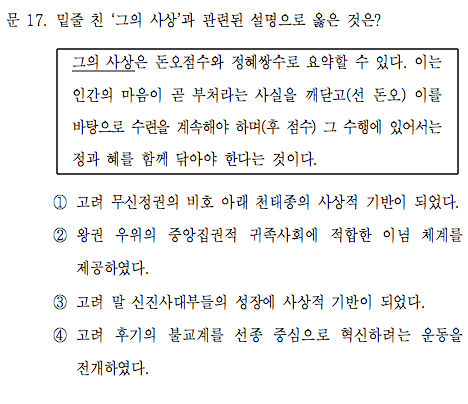 문 17. 밑줄 친 ‘그의 사상’과 관련된 설명으로 옳은 것은?
그의 사상은 돈오점수와 정혜쌍수로 요약할 수 있다. 이는
인간의 마음이 곧 부처라는 사실을 깨닫고(선 돈오) 이를
바탕으로 수련을 계속해야 하며(후 점수) 그 수행에 있어서는
정과 혜를 함께 닦아야 한다는 것이다.
① 고려 무신정권의 비호 아래 천태종의 사상적 기반이 되었다.
② 왕권 우위의 중앙집권적 귀족사회에 적합한 이념 체계를
제공하였다.
③ 고려 말 신진사대부들의 성장에 사상적 기반이 되었다.
④ 고려 후기의 불교계를 선종 중심으로 혁신하려는 운동을
전개하였다.